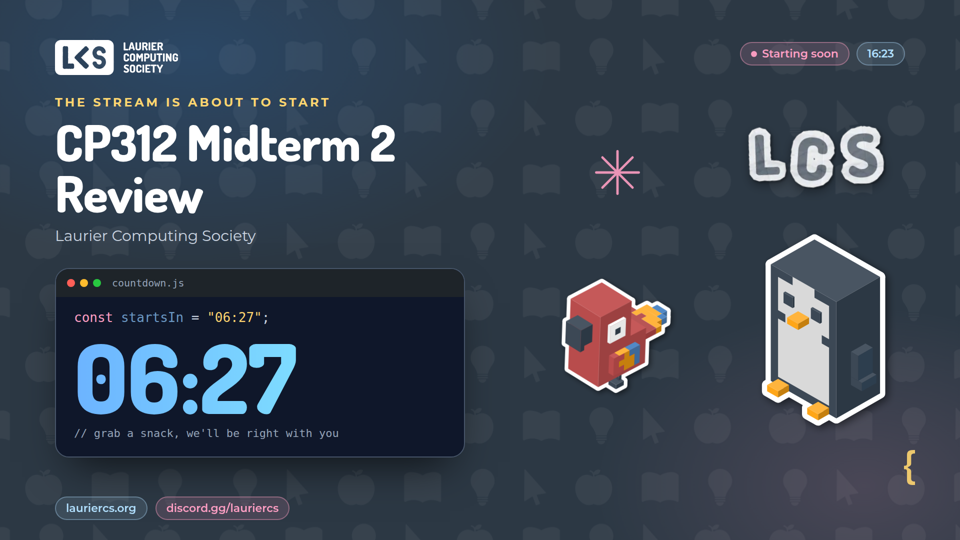 LCS
LAURIER
COMPUTING
SOCIETY
Starting soon
16:23
THE STREAM IS ABOUT TO START
CP312 Midterm 2
Review
Laurier Computing Society
LCS
countdown.js
const startsIn = "06:27";
06:27
// grab a snack, we'll be right with you
{
lauriercs.org
discord.gg/lauriercs